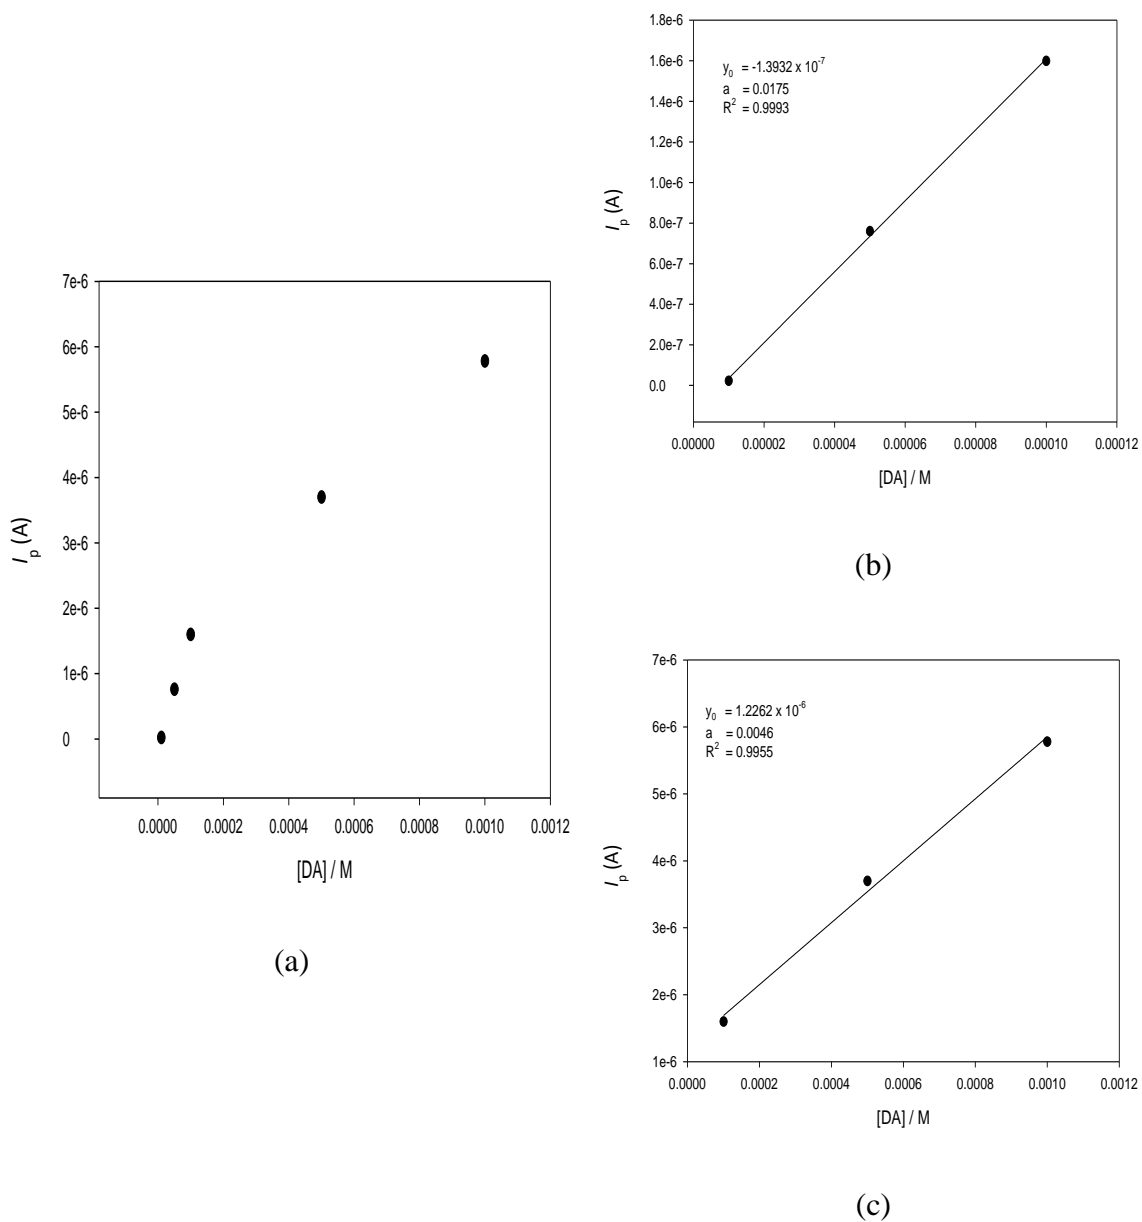 7e-6
6e-6
5e-6
4e-6
3e-6
2e-6
1e-6
0
I_p (A)
0.0000 0.0002 0.0004 0.0006 0.0008 0.0010 0.0012
[DA] / M
(a)
1.8e-6
1.6e-6
1.4e-6
1.2e-6
1.0e-6
8.0e-7
6.0e-7
4.0e-7
2.0e-7
0.0
I_p (A)
y₀ = -1.3932 x 10⁻⁷
a = 0.0175
R² = 0.9993
0.00000 0.00002 0.00004 0.00006 0.00008 0.00010 0.00012
[DA] / M
(b)
7e-6
6e-6
5e-6
4e-6
3e-6
2e-6
1e-6
I_p (A)
y₀ = 1.2262 x 10⁻⁶
a = 0.0046
R² = 0.9955
0.0000 0.0002 0.0004 0.0006 0.0008 0.0010 0.0012
[DA] / M
(c)